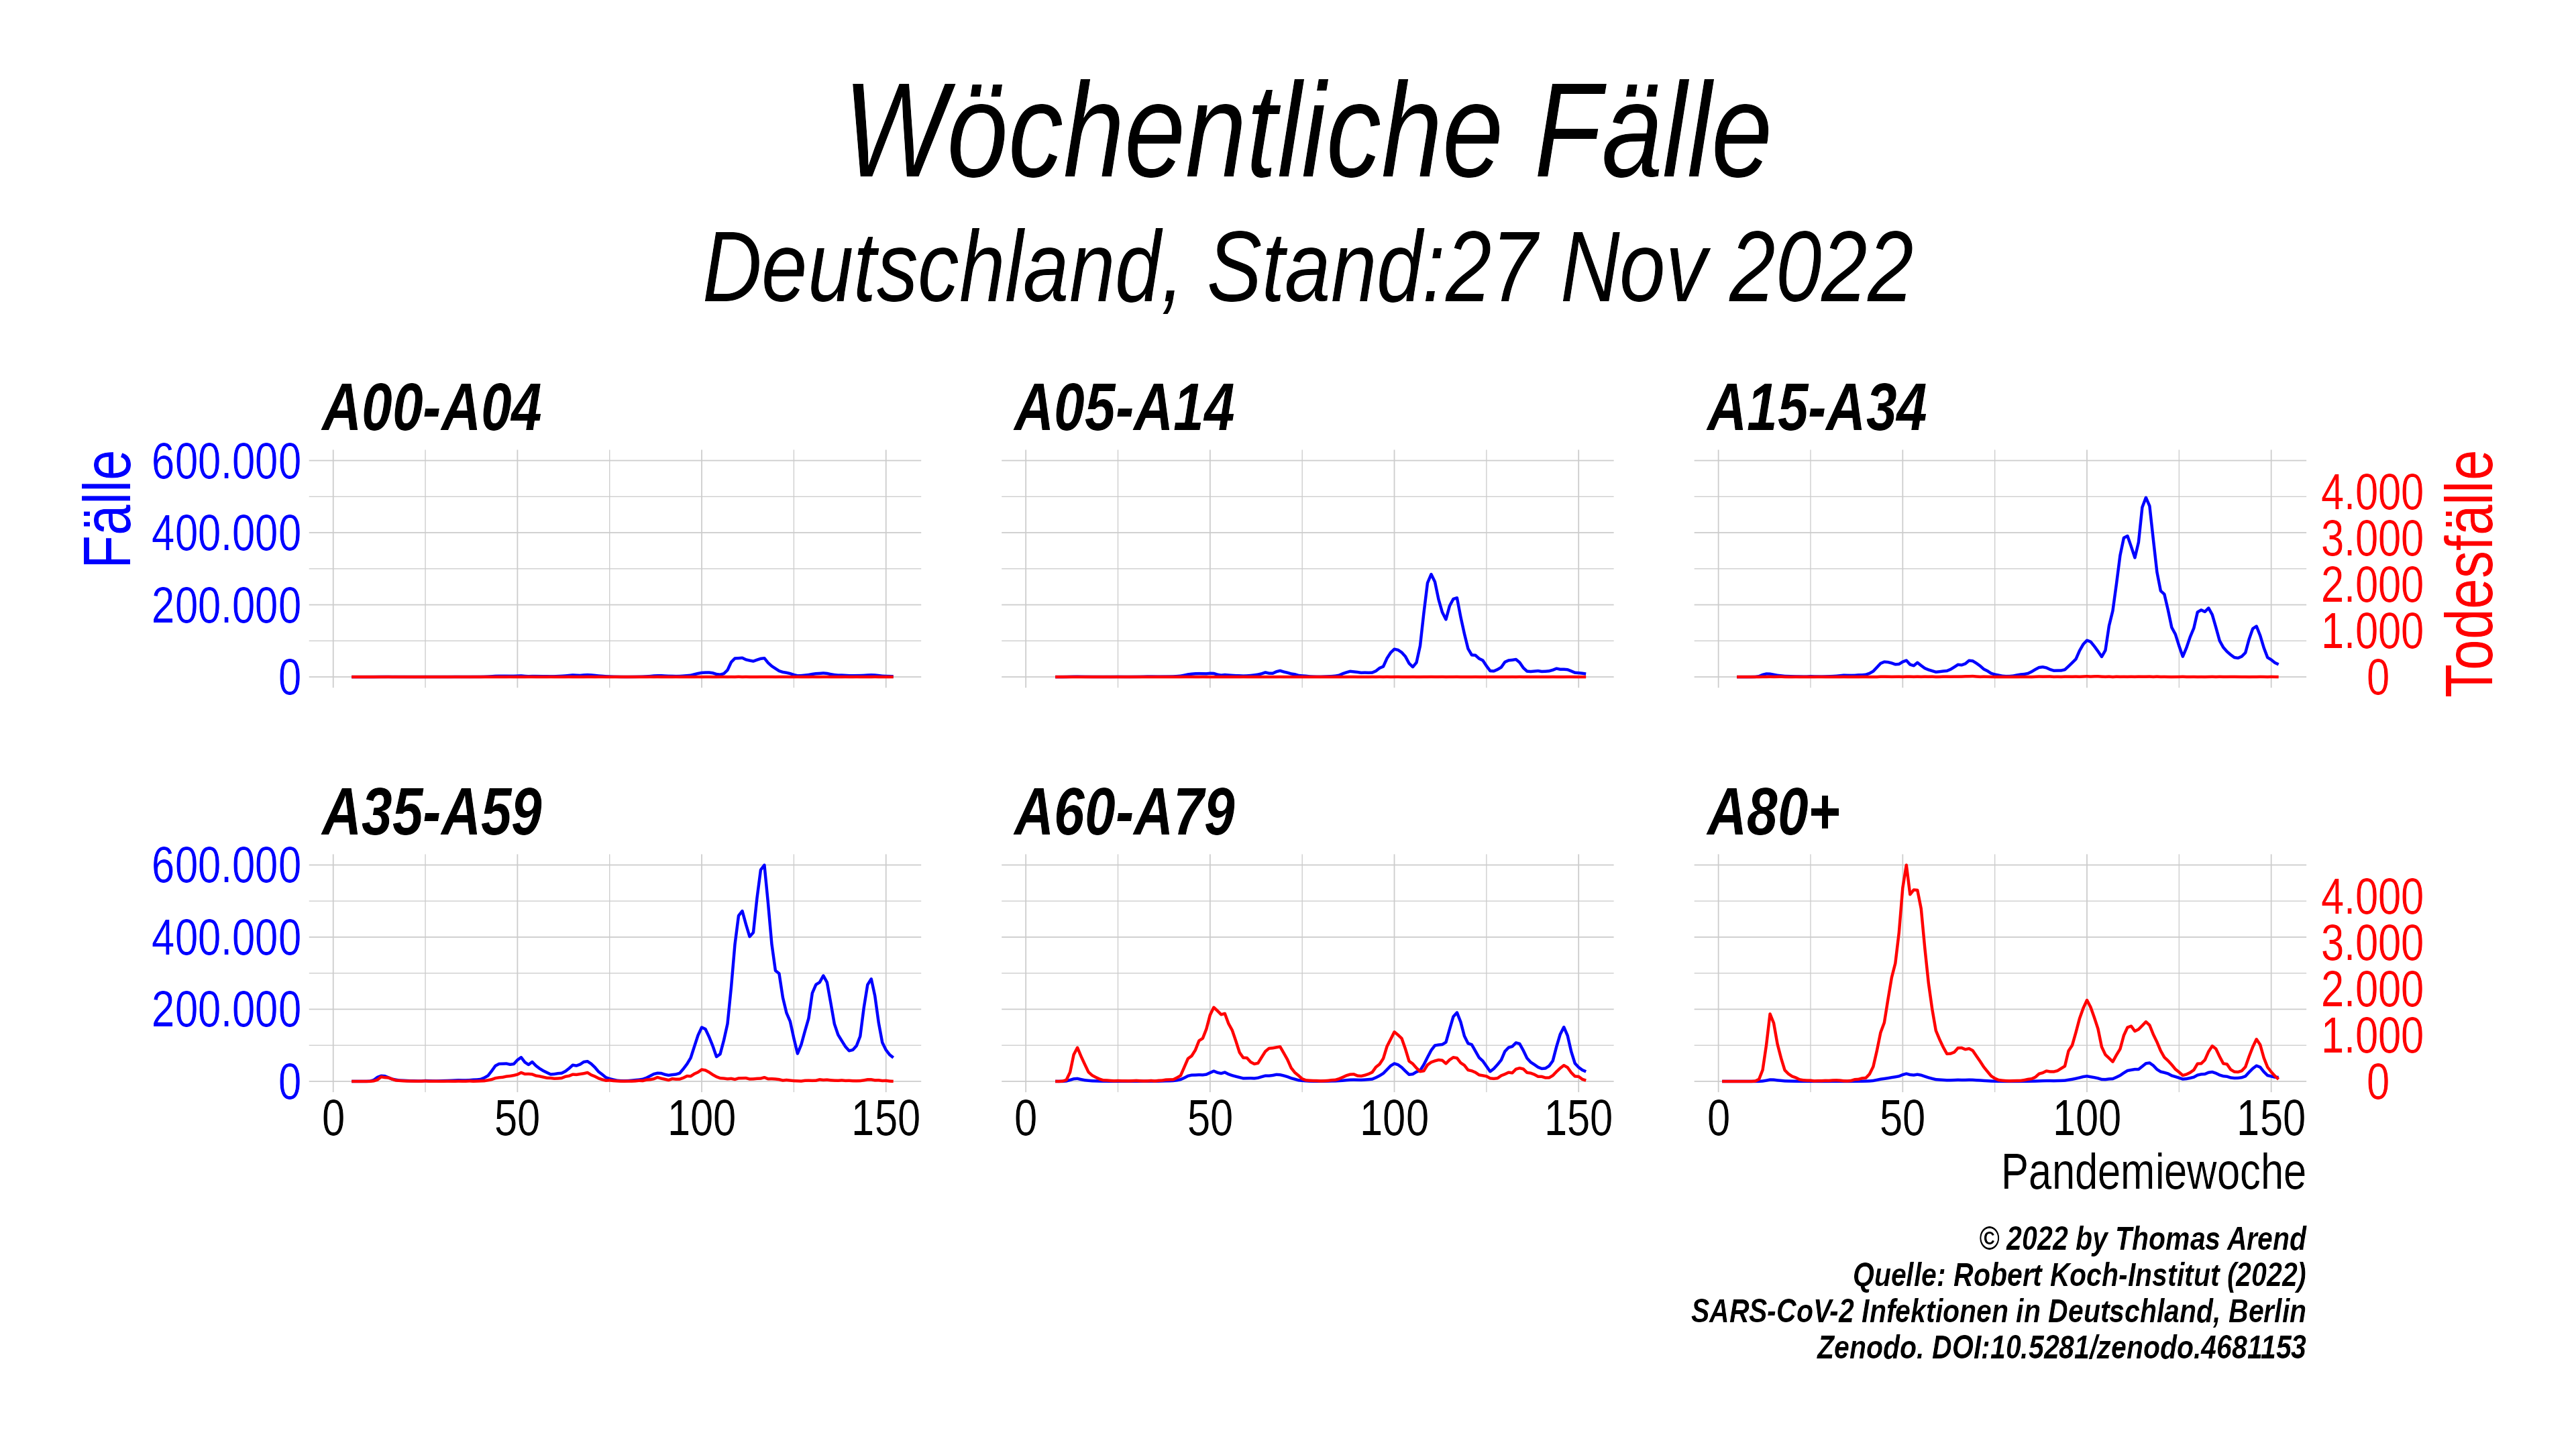 Wöchentliche Fälle
Deutschland, Stand:27 Nov 2022
A00-A04
A05-A14
A15-A34
Fälle
600.000
400.000
200.000
0
4.000
3.000
2.000
1.000
0
Todesfälle
A35-A59
A60-A79
A80+
600.000
400.000
200.000
0
4.000
3.000
2.000
1.000
0
0 50 100 150
0 50 100 150
0 50 100 150
Pandemiewoche
© 2022 by Thomas Arend
Quelle: Robert Koch-Institut (2022)
SARS-CoV-2 Infektionen in Deutschland, Berlin
Zenodo. DOI:10.5281/zenodo.4681153